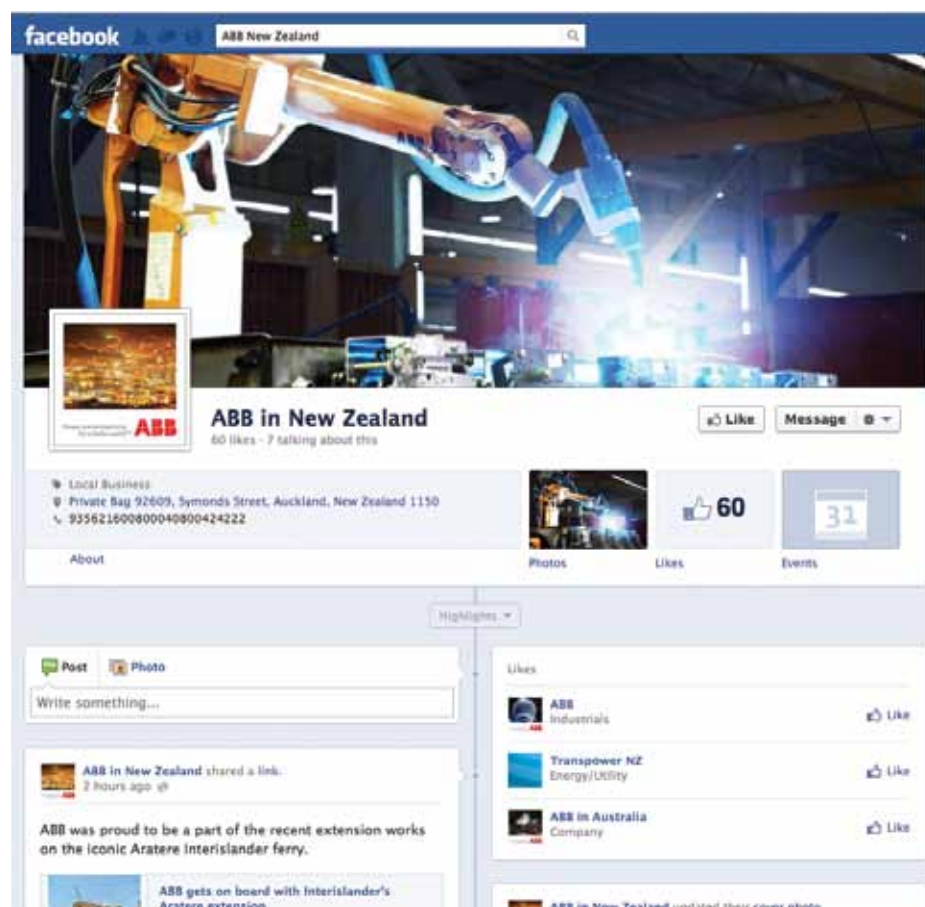 facebook
ABB New Zealand
ABB
ABB
ABB in New Zealand
60 likes · 7 talking about this
Like
Message
Local Business
Private Bag 92609, Symonds Street, Auckland, New Zealand 1150
935621600800040800424222
About
60
31
Photos
Likes
Events
Highlights
Post
Photo
Write something...
ABB in New Zealand shared a link.
2 hours ago
ABB was proud to be a part of the recent extension works
on the iconic Aratere Interislander ferry.
ABB gets on board with Interislander's
Aratere extension
Likes
ABB
Industrials
Like
Transpower NZ
Energy/Utility
Like
ABB in Australia
Company
Like
ABB in New Zealand updated their cover photo.